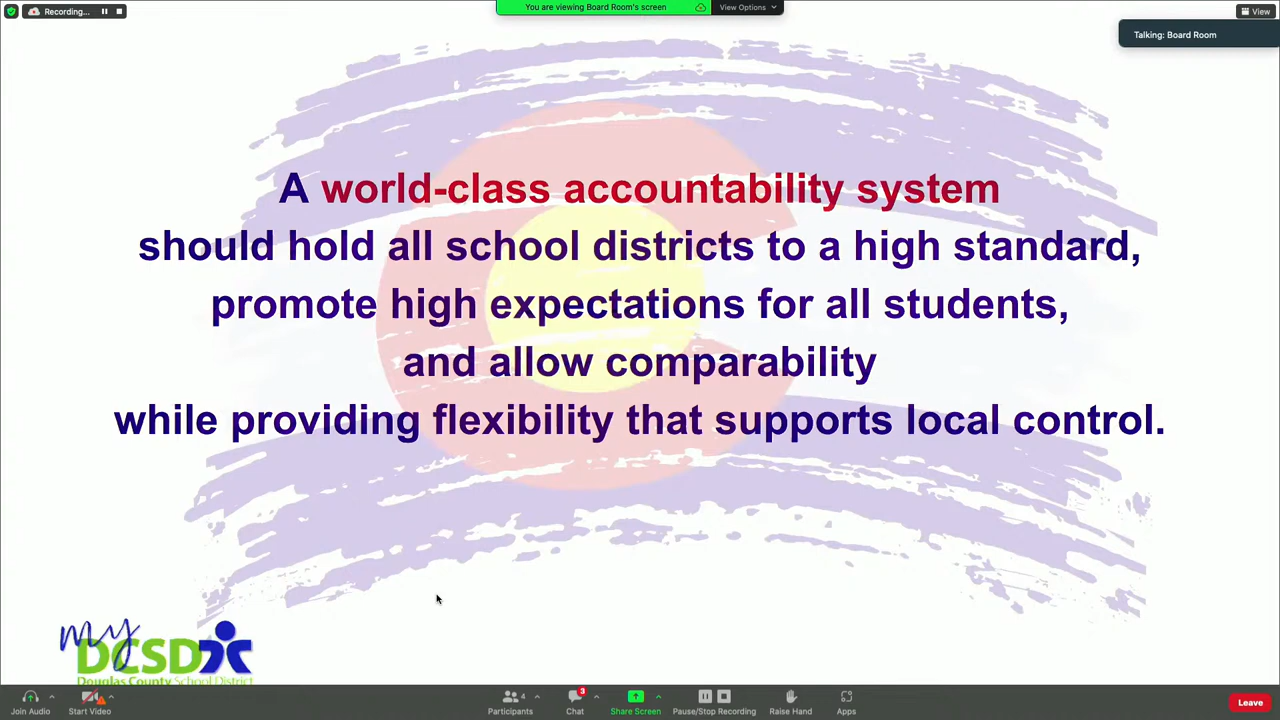 Recording...
You are viewing Board Room's screen
View Options
View
Talking: Board Room
A world-class accountability system
should hold all school districts to a high standard,
promote high expectations for all students,
and allow comparability
while providing flexibility that supports local control.
my
DCSD
Douglas County School District
4
3
Join Audio
Start Video
Participants
Chat
Share Screen
Pause/Stop Recording
Raise Hand
Apps
Leave